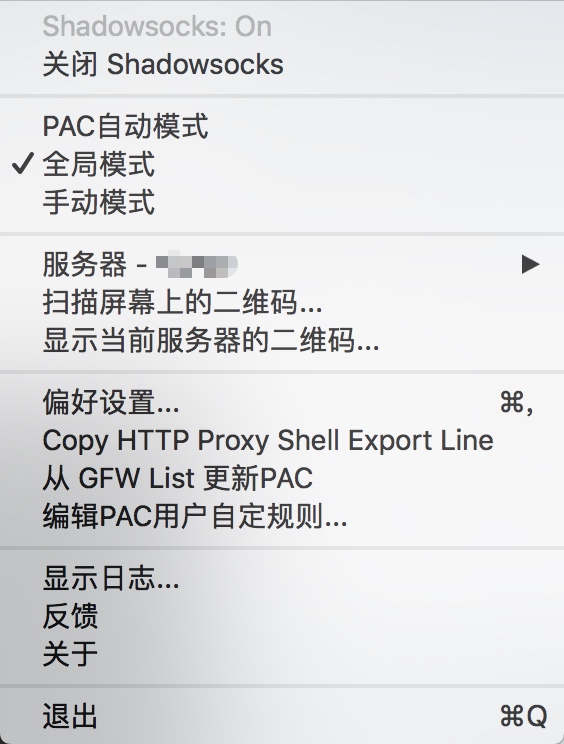 Shadowsocks: On
关闭 Shadowsocks
PAC自动模式
✓ 全局模式
手动模式
服务器 -
扫描屏幕上的二维码...
显示当前服务器的二维码...
偏好设置... ⌘,
Copy HTTP Proxy Shell Export Line
从 GFW List 更新PAC
编辑PAC用户自定规则...
显示日志...
反馈
关于
退出 ⌘Q